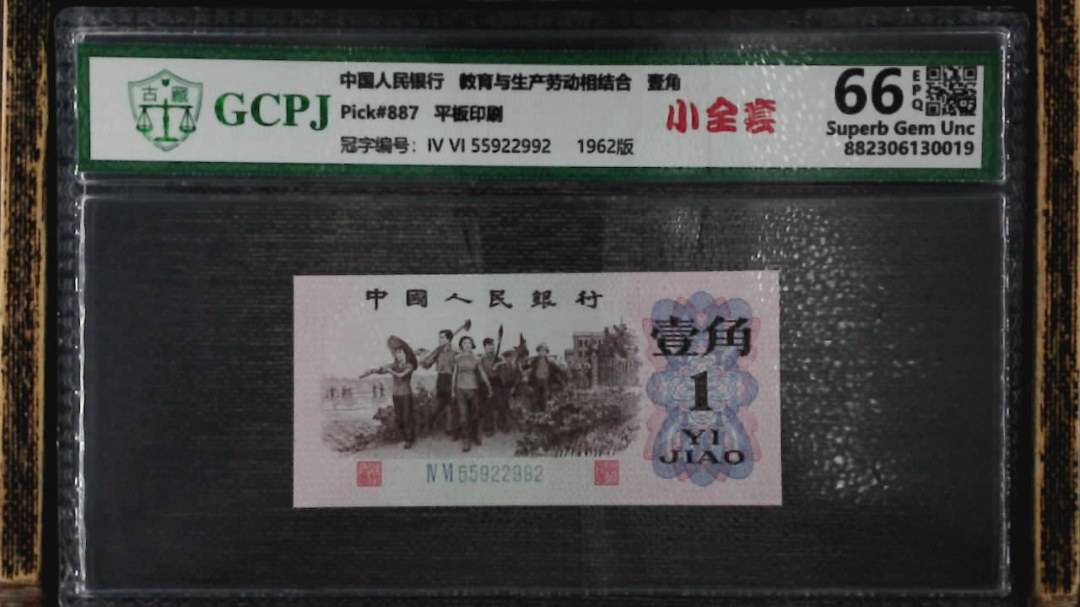 中国人民银行 教育与生产劳动相结合 壹角
古藏
GCPJ
Pick#887 平板印刷
小全套
冠字编号: IV VI 55922992 1962版
66 EPQ
Superb Gem Unc
882306130019
中國人民銀行
壹角
1
YI
JIAO
IV VI 55922992